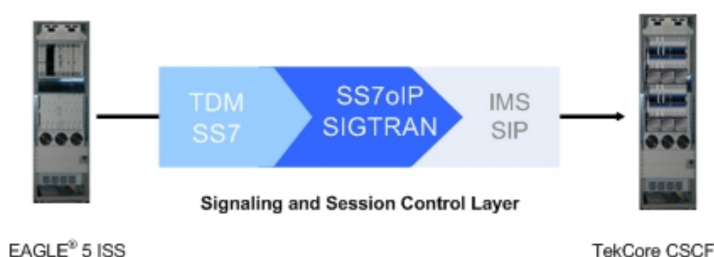 TDM
SS7
SS7oIP
SIGTRAN
IMS
SIP
Signaling and Session Control Layer
EAGLE® 5 ISS
TekCore CSCF